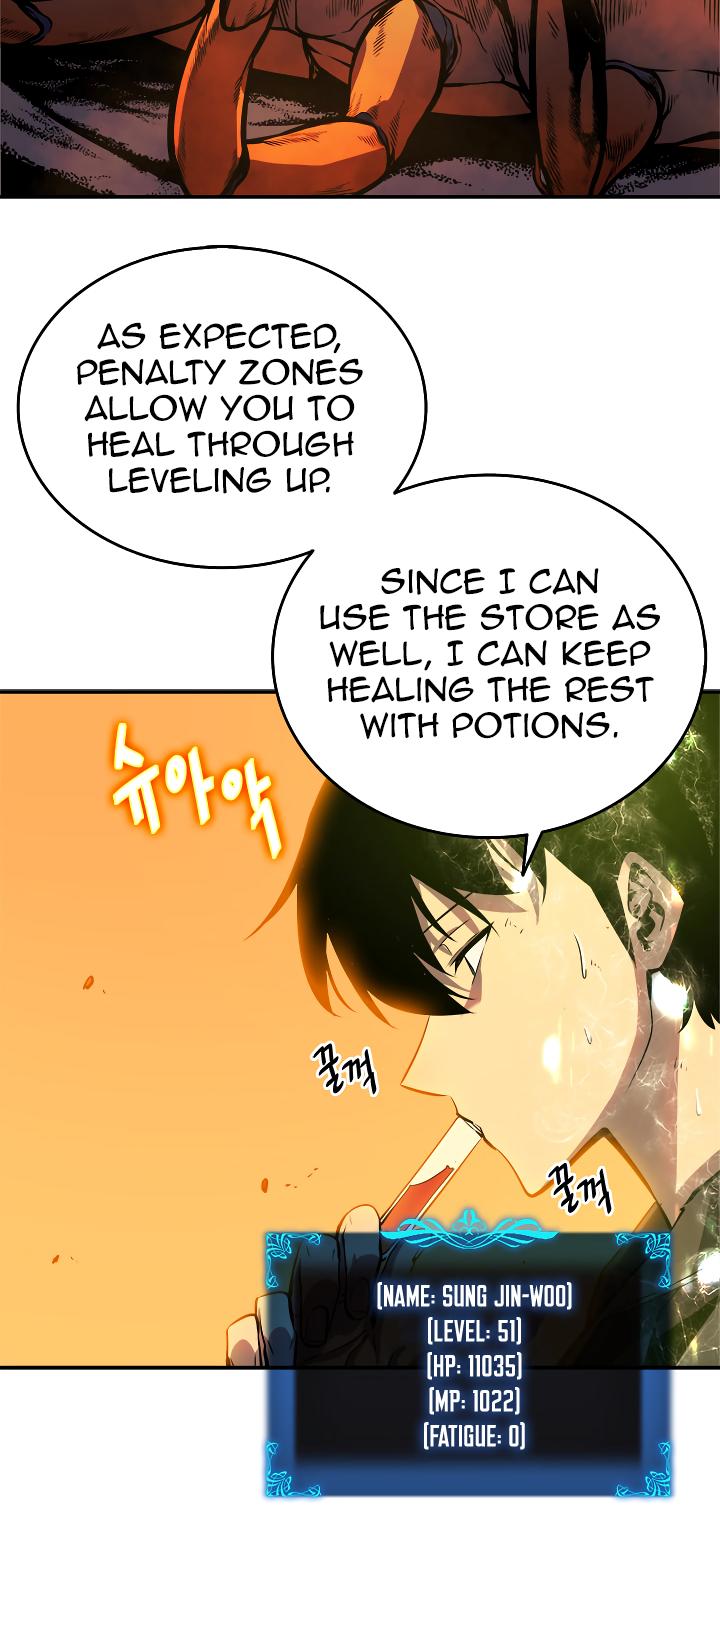 AS EXPECTED,
PENALTY ZONES
ALLOW YOU TO
HEAL THROUGH
LEVELING UP.
SINCE I CAN
USE THE STORE AS
WELL, I CAN KEEP
HEALING THE REST
WITH POTIONS.
슈아악
꿀꺽
꿀꺽
[NAME: SUNG JIN-WOO]
[LEVEL: 51]
[HP: 11035]
[MP: 1022]
[FATIGUE: 0]